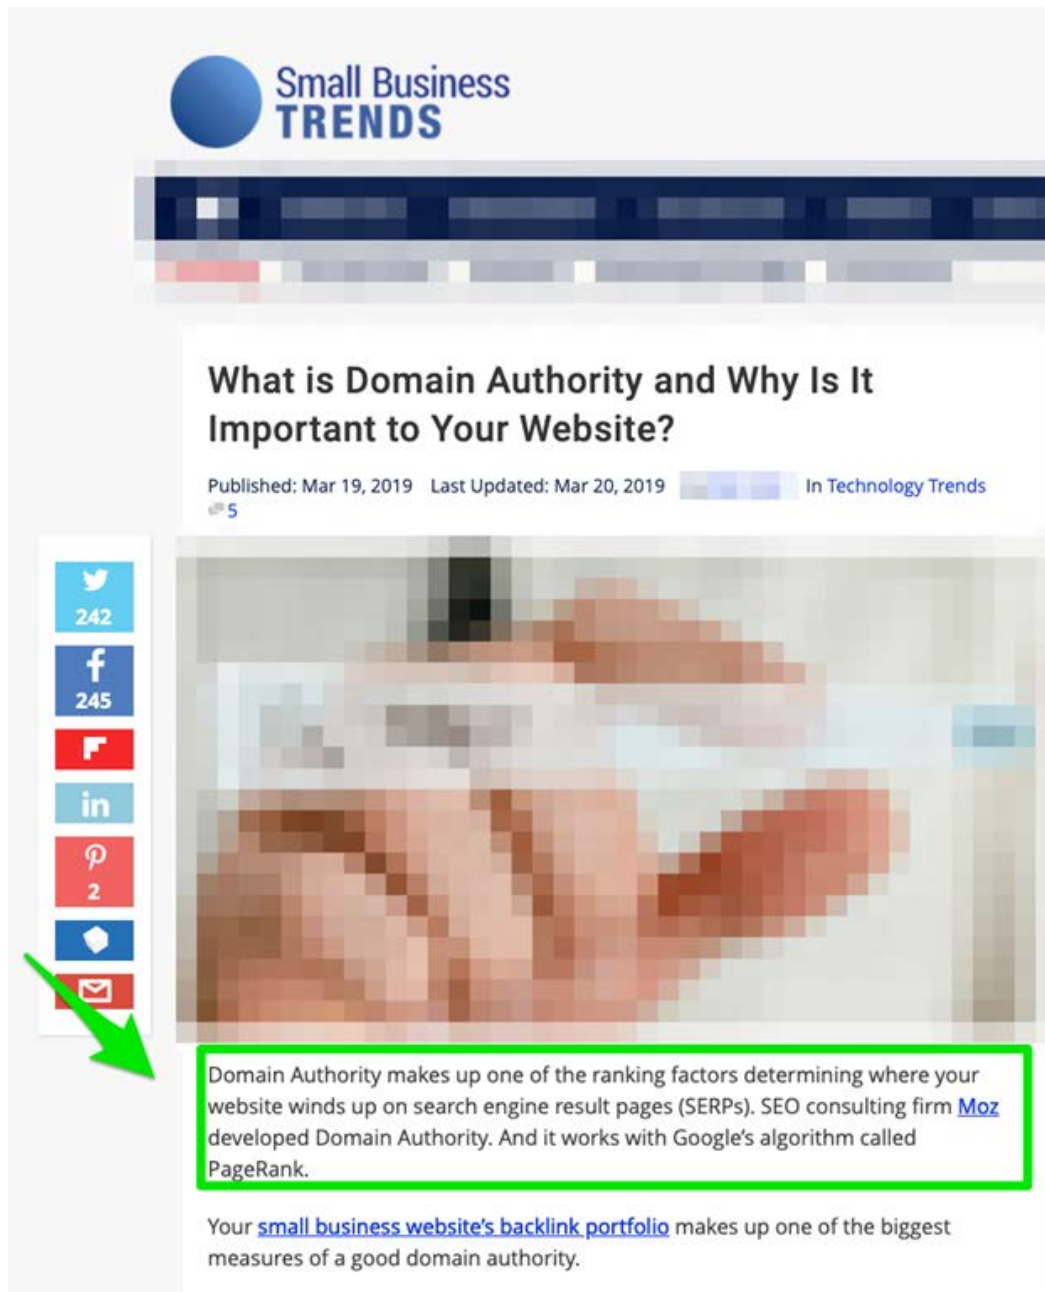 Small Business
TRENDS
What is Domain Authority and Why Is It
Important to Your Website?
Published: Mar 19, 2019 Last Updated: Mar 20, 2019 In Technology Trends
5
242
245
in
2
Domain Authority makes up one of the ranking factors determining where your
website winds up on search engine result pages (SERPs). SEO consulting firm Moz
developed Domain Authority. And it works with Google's algorithm called
PageRank.
Your small business website's backlink portfolio makes up one of the biggest
measures of a good domain authority.